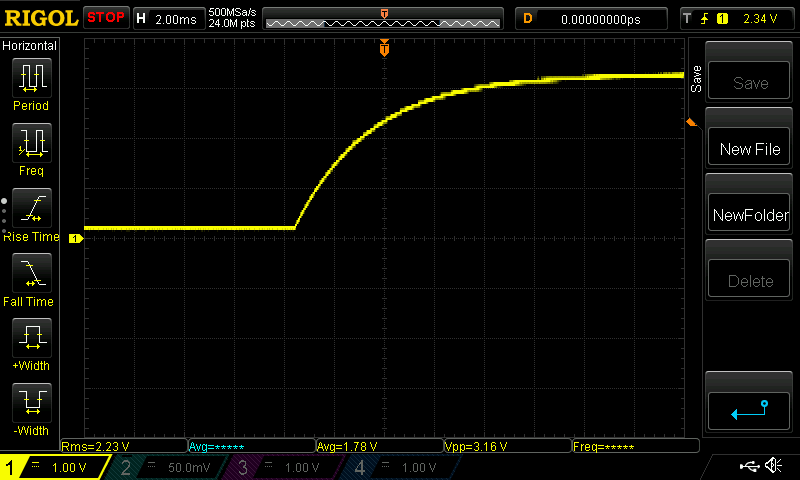 RIGOL STOP H 2.00ms 500MSa/s 24.0M pts T D 0.00000000ps T 1 2.34 V
Horizontal
T
Period
Freq
Rise Time
Fall Time
+Width
-Width
1
Save
Save
New File
NewFolder
Delete
Rms=2.23 V Avg=***** Avg=1.78 V Vpp=3.16 V Freq=*****
1 1.00 V 2 50.0mV 3 1.00 V 4 1.00 V